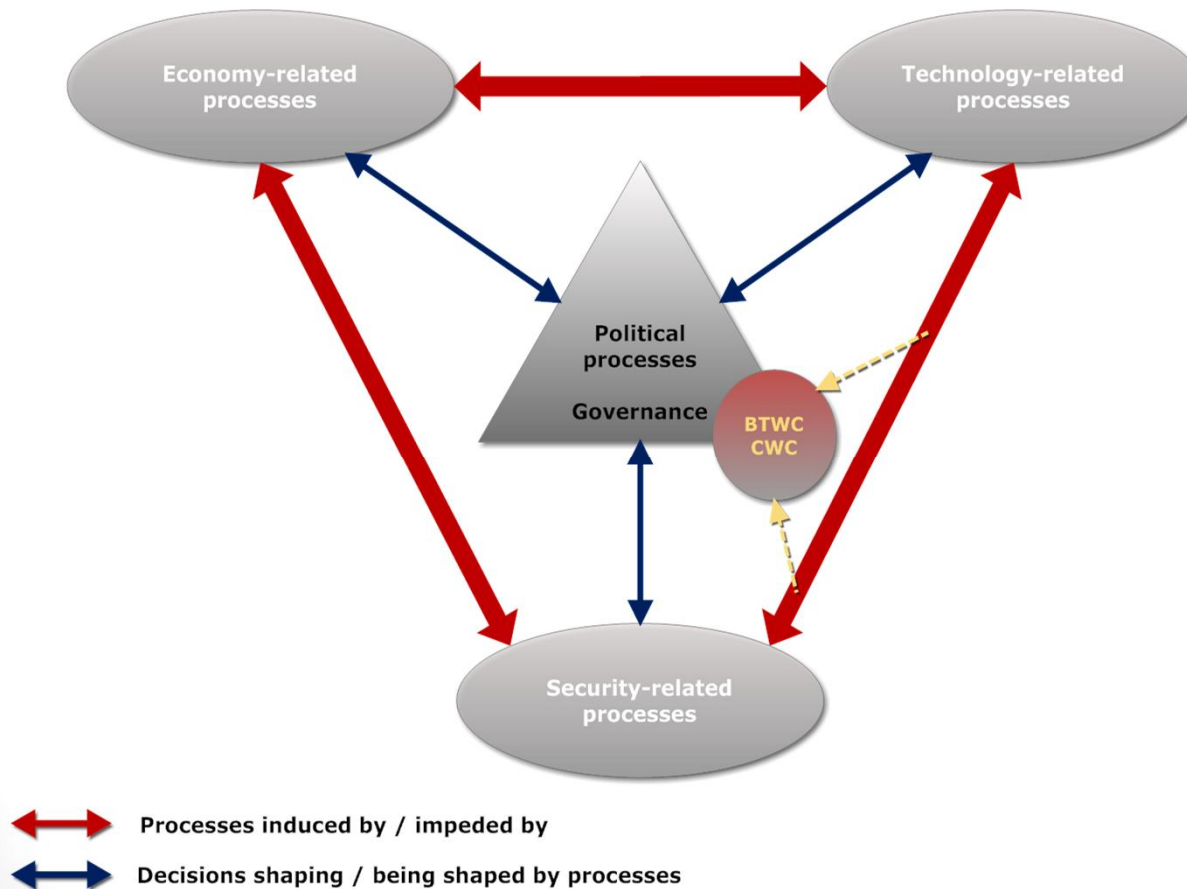 Economy-related
processes
Technology-related
processes
Political
processes
Governance
BTWC
CWC
Security-related
processes
Processes induced by / impeded by
Decisions shaping / being shaped by processes